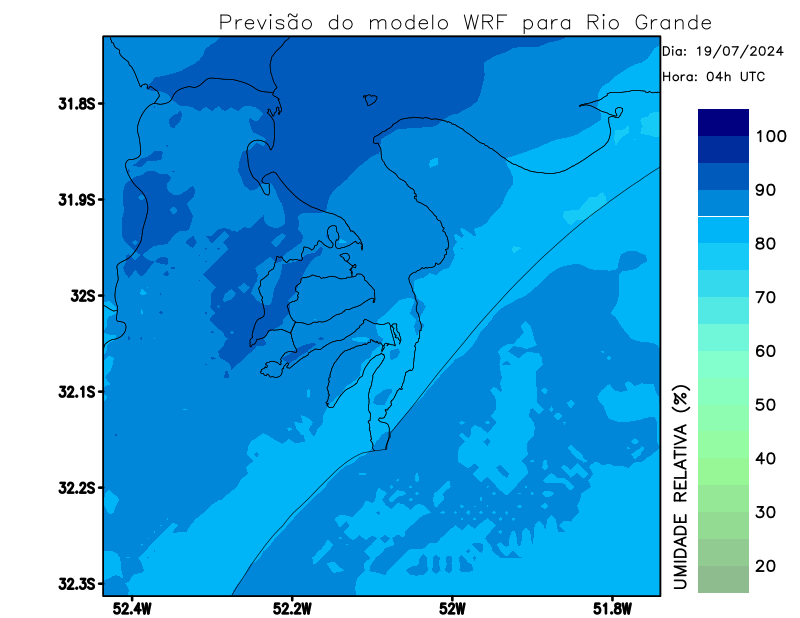 Previsão do modelo WRF para Rio Grande
Dia: 19/07/2024
Hora: 04h UTC
31.8S
31.9S
32S
32.1S
32.2S
32.3S
52.4W
52.2W
52W
51.8W
UMIDADE RELATIVA (%)
100
90
80
70
60
50
40
30
20